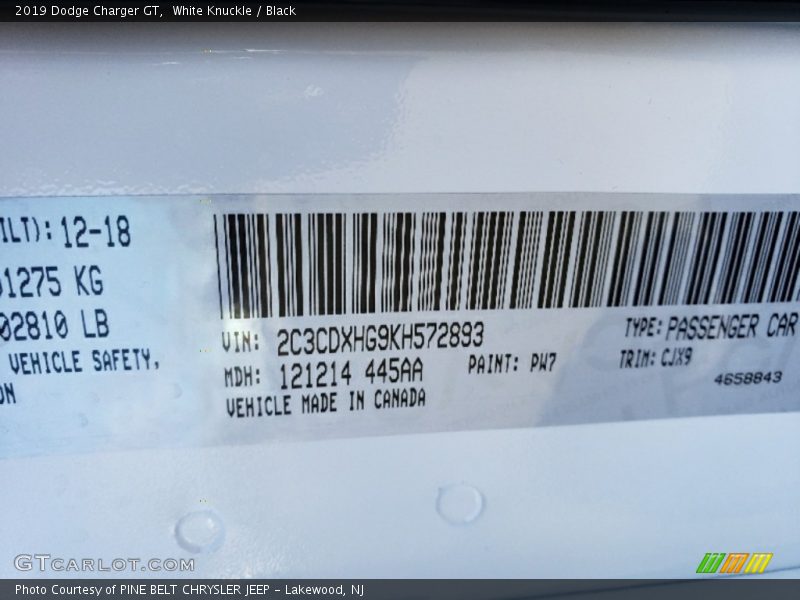 2019 Dodge Charger GT, White Knuckle / Black
ILT): 12-18
1275 KG
02810 LB
VEHICLE SAFETY,
ON
VIN: 2C3CDXHG9KH572893
MDH: 121214 445AA
PAINT: PW7
VEHICLE MADE IN CANADA
TYPE: PASSENGER CAR
TRIM: CJX9
4658843
GTCARLOT.COM
Photo Courtesy of PINE BELT CHRYSLER JEEP - Lakewood, NJ